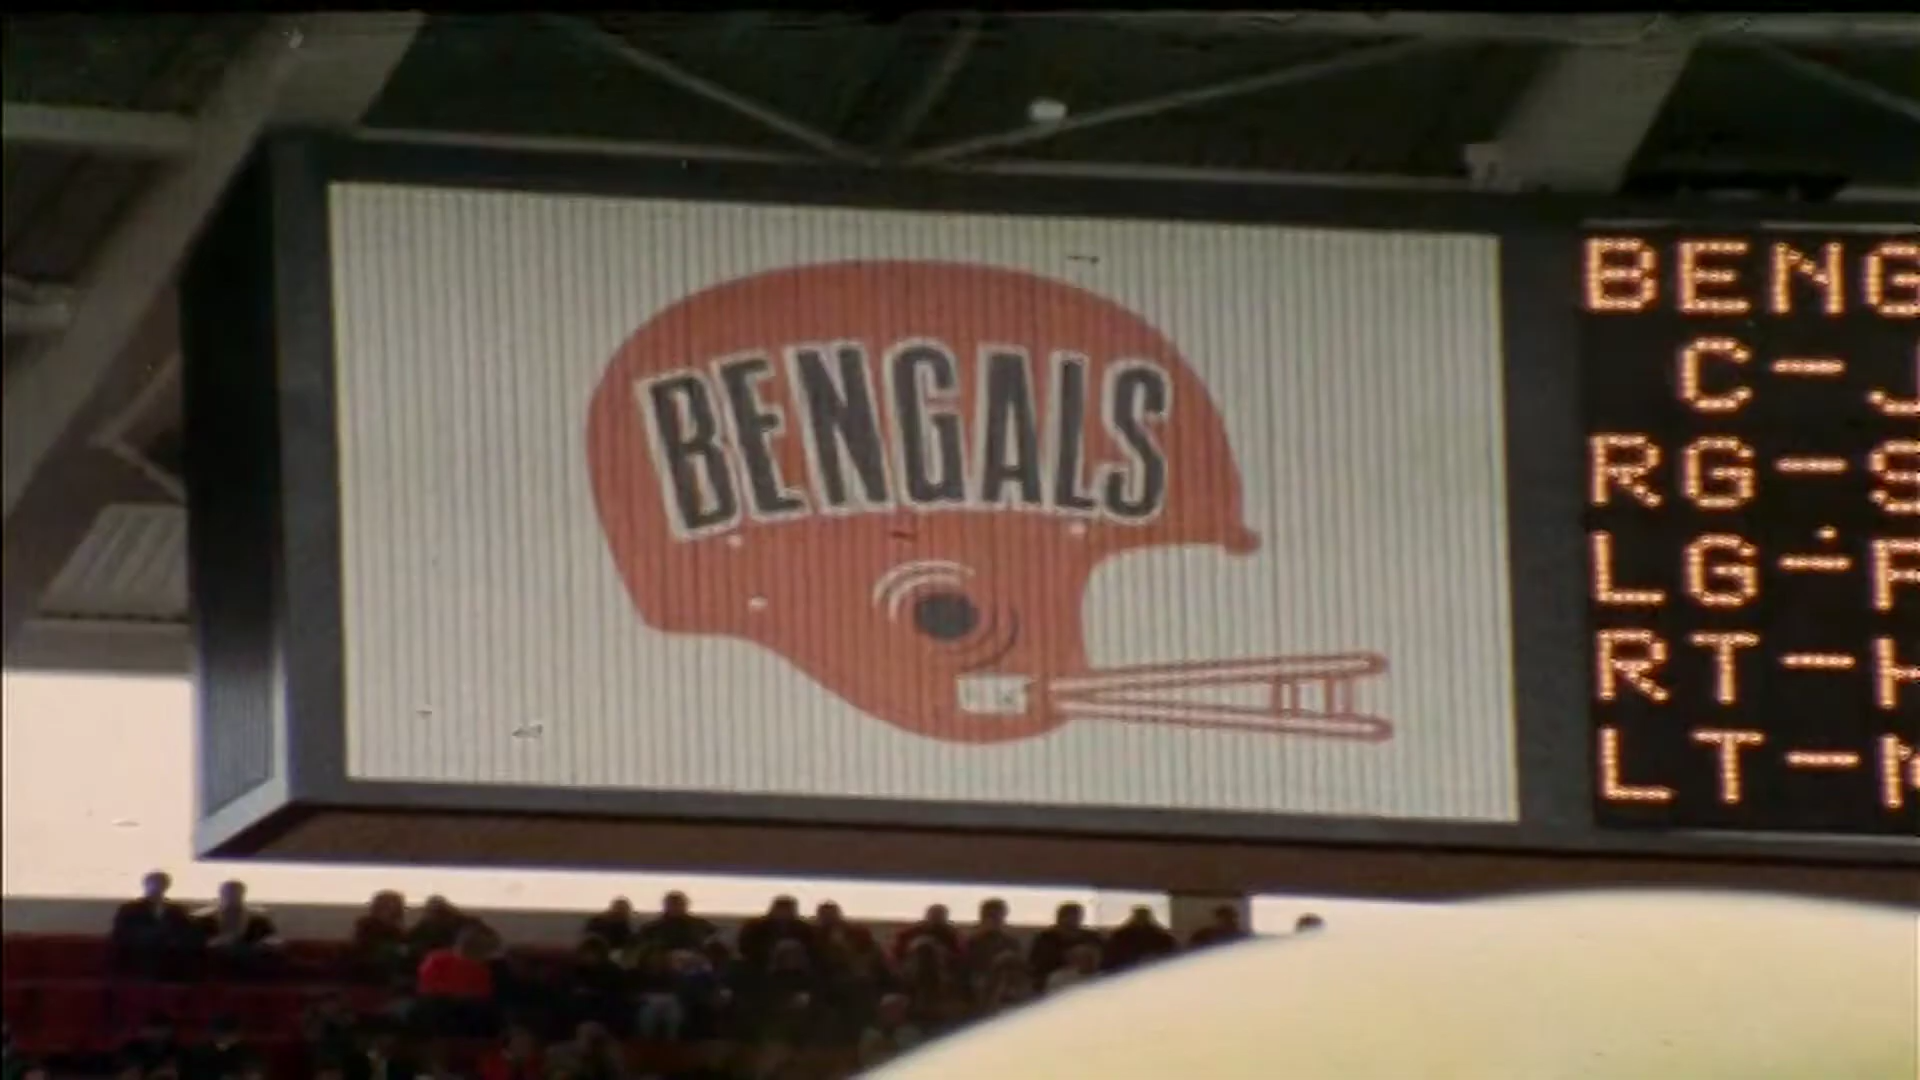 BENGALS
BENG
C-J
RG-S
LG-
RT-H
LT-